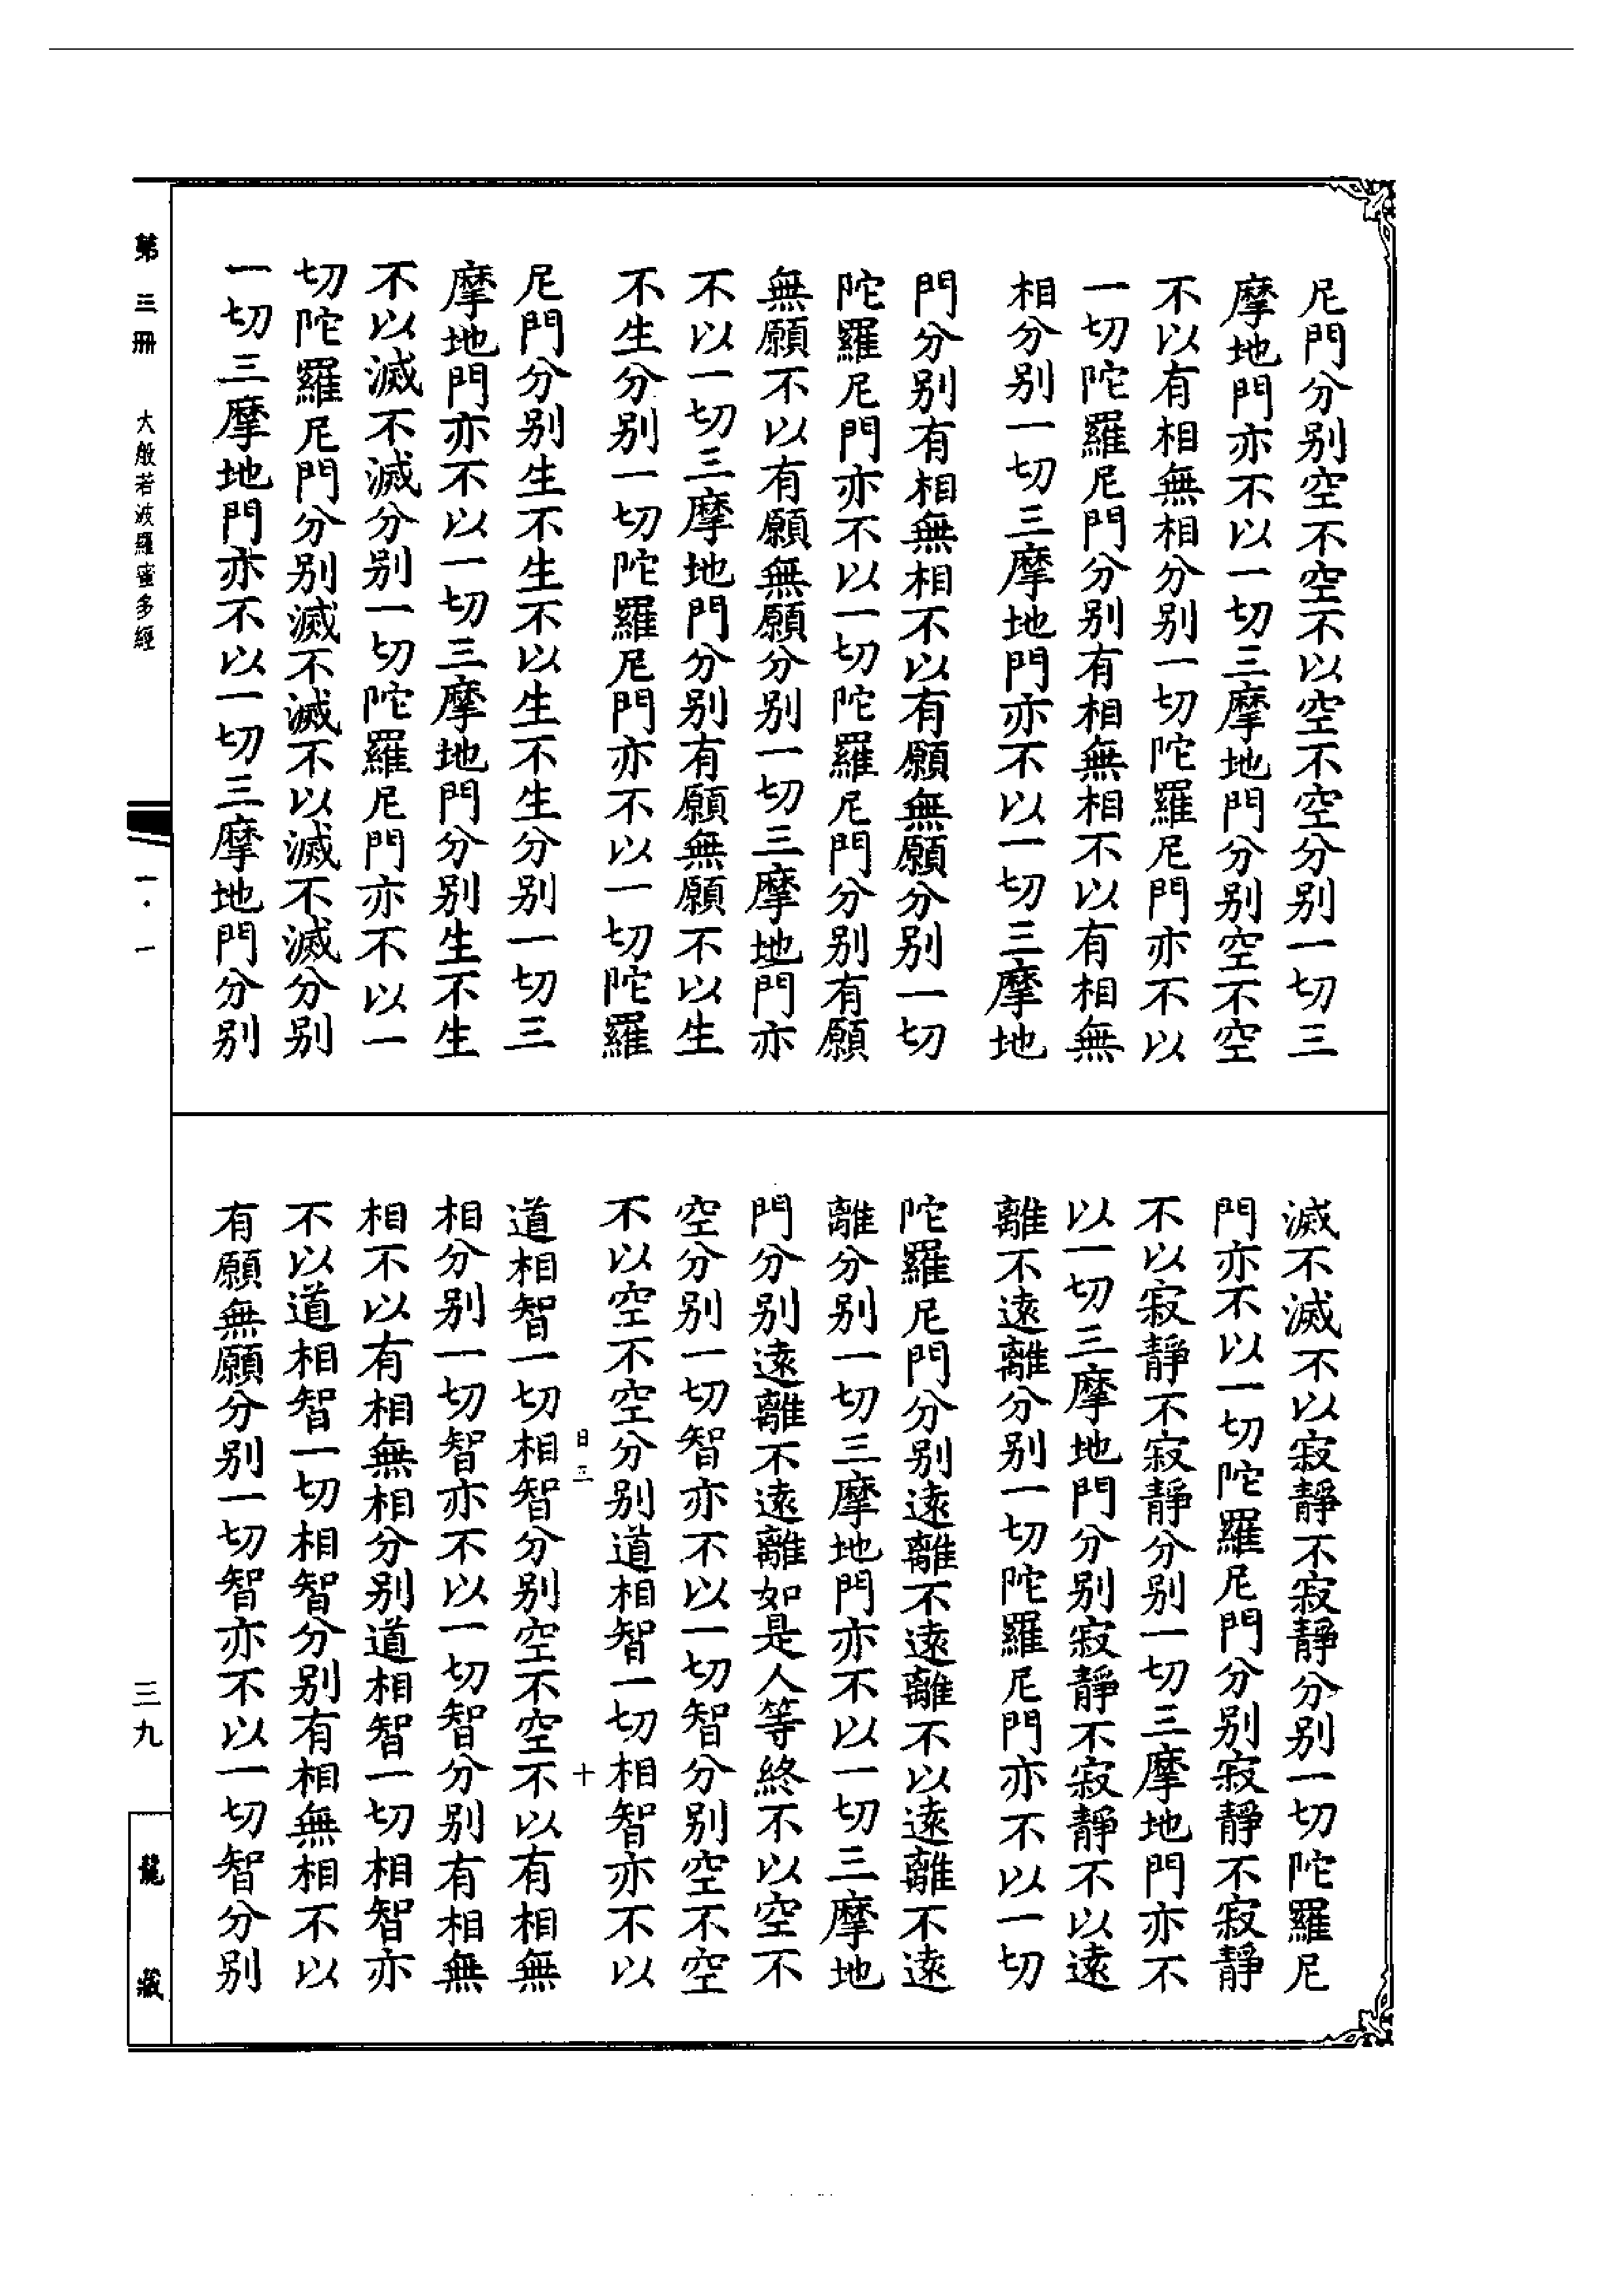 尼門分別空不空不以空不空分別一切三
摩地門亦不以一切三摩地門分別空不空
不以有相無相分別一切陀羅尼門亦不以
一切陀羅尼門分別有相無相不以有相無
相分別一切三摩地門亦不以一切三摩地
門分別有相無相不以有願無願分別一切
陀羅尼門亦不以一切陀羅尼門分別有願
無願不以有願無願分別一切三摩地門亦
不以一切三摩地門分別有願無願不以生
不生分別一切陀羅尼門亦不以一切陀羅
尼門分別生不生不以生不生分別一切三
摩地門亦不以一切三摩地門分別生不生
不以滅不滅分別一切陀羅尼門亦不以一
切陀羅尼門分別滅不滅不以滅不滅分別
一切三摩地門亦不以一切三摩地門分別
滅不滅不以寂靜不寂靜分別一切陀羅尼
門亦不以一切陀羅尼門分別寂靜不寂靜
不以寂靜不寂靜分別一切三摩地門亦不
以一切三摩地門分別寂靜不寂靜不以遠
離不遠離分別一切陀羅尼門亦不以一切
陀羅尼門分別遠離不遠離不以遠離不遠
離分別一切三摩地門亦不以一切三摩地
門分別遠離不遠離如是人等終不以空不
空分別一切智亦不以一切智分別空不空
不以空不空分別道相智一切相智亦不以
十
道相智一切相智分別空不空不以有相無
相分別一切智亦不以一切智分別有相無
相不以有相無相分別道相智一切相智亦
不以道相智一切相智分別有相無相不以
有願無願分別一切智亦不以一切智分別
第三冊 大般若波羅蜜多經 一·一 三九 龍藏